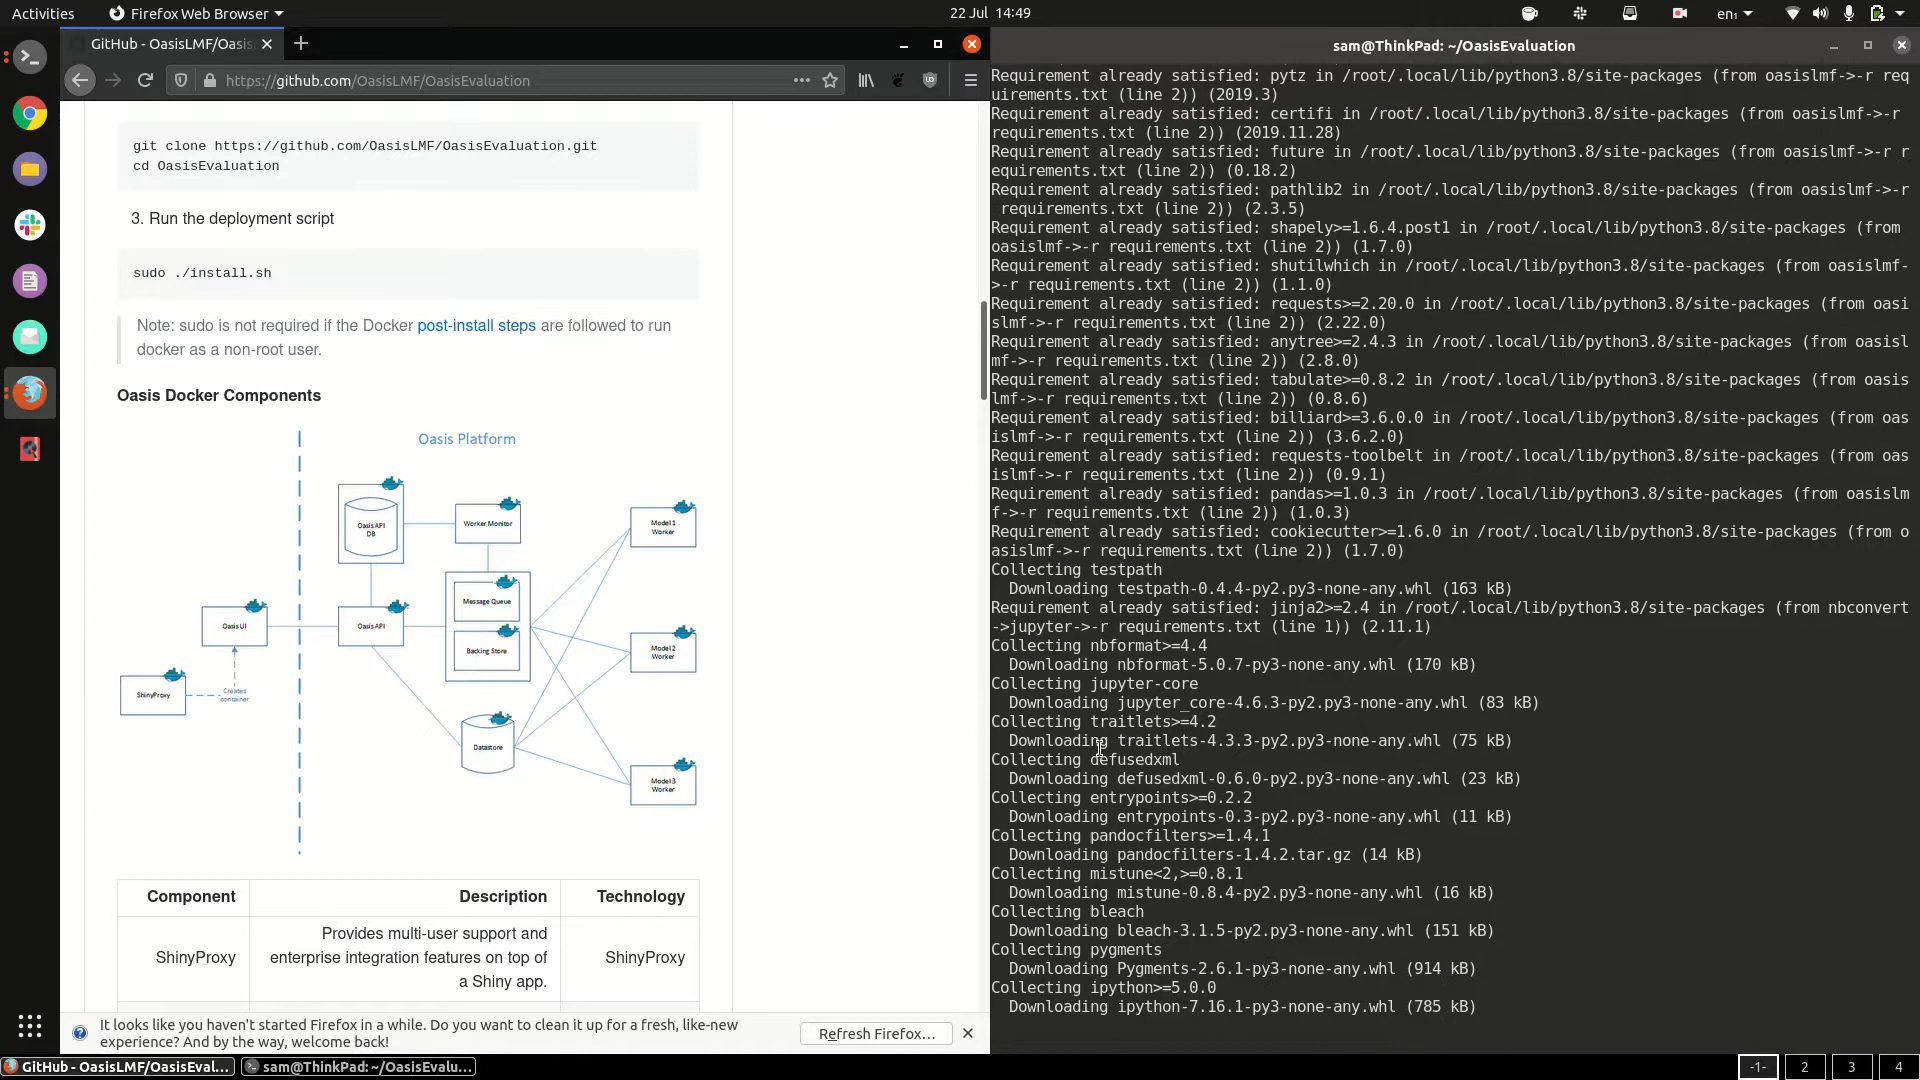 Activities
Firefox Web Browser
22 Jul 14:49
en₁
GitHub - OasisLMF/Oasis
https://github.com/OasisLMF/OasisEvaluation
git clone https://github.com/OasisLMF/OasisEvaluation.git
cd OasisEvaluation
3. Run the deployment script
sudo ./install.sh
Note: sudo is not required if the Docker post-install steps are followed to run
docker as a non-root user.
Oasis Docker Components
Oasis Platform
Oasis API
DB
Worker Monitor
Model 1
Worker
Message Queue
Oasis UI
Oasis API
Backing Store
Model 2
Worker
ShinyProxy
Creates
container
Datastore
Model 3
Worker
Component Description Technology
ShinyProxy
Provides multi-user support and
enterprise integration features on top of
a Shiny app.
ShinyProxy
It looks like you haven't started Firefox in a while. Do you want to clean it up for a fresh, like-new
experience? And by the way, welcome back!
Refresh Firefox…
sam@ThinkPad: ~/OasisEvaluation
Requirement already satisfied: pytz in /root/.local/lib/python3.8/site-packages (from oasislmf->-r req
uirements.txt (line 2)) (2019.3)
Requirement already satisfied: certifi in /root/.local/lib/python3.8/site-packages (from oasislmf->-r
requirements.txt (line 2)) (2019.11.28)
Requirement already satisfied: future in /root/.local/lib/python3.8/site-packages (from oasislmf->-r r
equirements.txt (line 2)) (0.18.2)
Requirement already satisfied: pathlib2 in /root/.local/lib/python3.8/site-packages (from oasislmf->-r
 requirements.txt (line 2)) (2.3.5)
Requirement already satisfied: shapely>=1.6.4.post1 in /root/.local/lib/python3.8/site-packages (from
oasislmf->-r requirements.txt (line 2)) (1.7.0)
Requirement already satisfied: shutilwhich in /root/.local/lib/python3.8/site-packages (from oasislmf-
>-r requirements.txt (line 2)) (1.1.0)
Requirement already satisfied: requests>=2.20.0 in /root/.local/lib/python3.8/site-packages (from oasi
slmf->-r requirements.txt (line 2)) (2.22.0)
Requirement already satisfied: anytree>=2.4.3 in /root/.local/lib/python3.8/site-packages (from oasisl
mf->-r requirements.txt (line 2)) (2.8.0)
Requirement already satisfied: tabulate>=0.8.2 in /root/.local/lib/python3.8/site-packages (from oasis
lmf->-r requirements.txt (line 2)) (0.8.6)
Requirement already satisfied: billiard>=3.6.0.0 in /root/.local/lib/python3.8/site-packages (from oas
islmf->-r requirements.txt (line 2)) (3.6.2.0)
Requirement already satisfied: requests-toolbelt in /root/.local/lib/python3.8/site-packages (from oas
islmf->-r requirements.txt (line 2)) (0.9.1)
Requirement already satisfied: pandas>=1.0.3 in /root/.local/lib/python3.8/site-packages (from oasislm
f->-r requirements.txt (line 2)) (1.0.3)
Requirement already satisfied: cookiecutter>=1.6.0 in /root/.local/lib/python3.8/site-packages (from o
asislmf->-r requirements.txt (line 2)) (1.7.0)
Collecting testpath
  Downloading testpath-0.4.4-py2.py3-none-any.whl (163 kB)
Requirement already satisfied: jinja2>=2.4 in /root/.local/lib/python3.8/site-packages (from nbconvert
->jupyter->-r requirements.txt (line 1)) (2.11.1)
Collecting nbformat>=4.4
  Downloading nbformat-5.0.7-py3-none-any.whl (170 kB)
Collecting jupyter-core
  Downloading jupyter_core-4.6.3-py2.py3-none-any.whl (83 kB)
Collecting traitlets>=4.2
  Downloading traitlets-4.3.3-py2.py3-none-any.whl (75 kB)
Collecting defusedxml
  Downloading defusedxml-0.6.0-py2.py3-none-any.whl (23 kB)
Collecting entrypoints>=0.2.2
  Downloading entrypoints-0.3-py2.py3-none-any.whl (11 kB)
Collecting pandocfilters>=1.4.1
  Downloading pandocfilters-1.4.2.tar.gz (14 kB)
Collecting mistune<2,>=0.8.1
  Downloading mistune-0.8.4-py2.py3-none-any.whl (16 kB)
Collecting bleach
  Downloading bleach-3.1.5-py2.py3-none-any.whl (151 kB)
Collecting pygments
  Downloading Pygments-2.6.1-py3-none-any.whl (914 kB)
Collecting ipython>=5.0.0
  Downloading ipython-7.16.1-py3-none-any.whl (785 kB)
GitHub - OasisLMF/OasisEval...
sam@ThinkPad: ~/OasisEvalu...
-1- 2 3 4